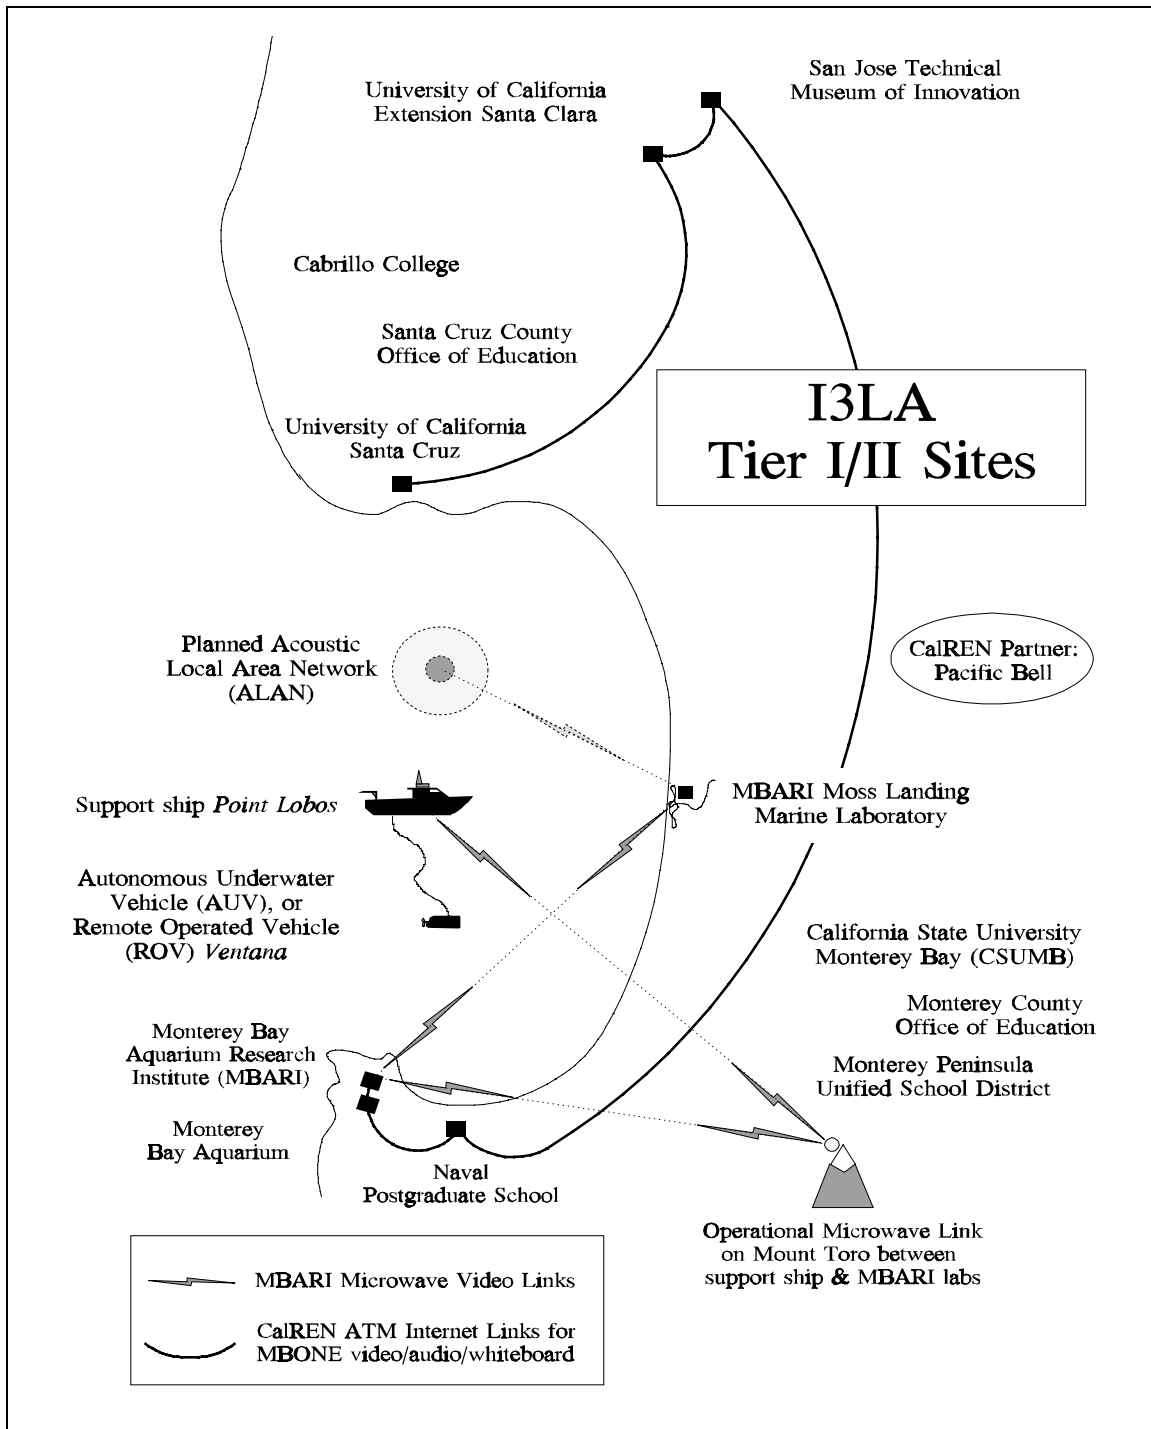 San Jose Technical
Museum of Innovation
University of California
Extension Santa Clara
Cabrillo College
Santa Cruz County
Office of Education
I3LA
Tier I/II Sites
University of California
Santa Cruz
Planned Acoustic
Local Area Network
(ALAN)
CalREN Partner:
Pacific Bell
Support ship Point Lobos
MBARI Moss Landing
Marine Laboratory
Autonomous Underwater
Vehicle (AUV), or
Remote Operated Vehicle
(ROV) Ventana
California State University
Monterey Bay (CSUMB)
Monterey County
Office of Education
Monterey Bay
Aquarium Research
Institute (MBARI)
Monterey Peninsula
Unified School District
Monterey
Bay Aquarium
Naval
Postgraduate School
Operational Microwave Link
on Mount Toro between
support ship & MBARI labs
MBARI Microwave Video Links
CalREN ATM Internet Links for
MBONE video/audio/whiteboard